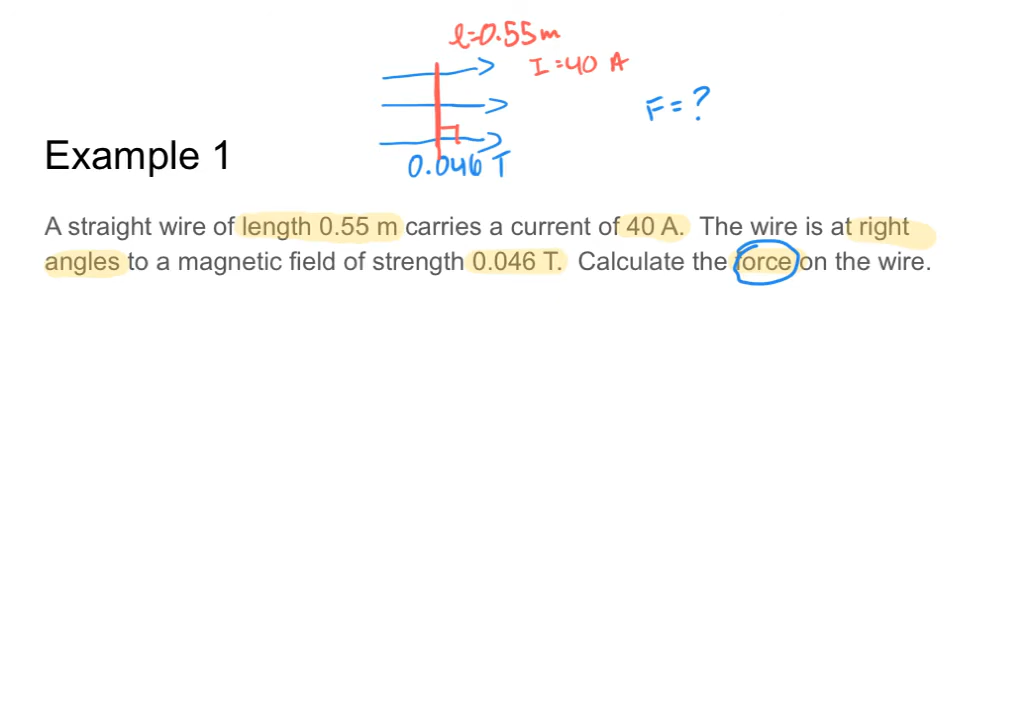 l=0.55m
I=40 A
F=?
0.046 T
Example 1
A straight wire of length 0.55 m carries a current of 40 A. The wire is at right
angles to a magnetic field of strength 0.046 T. Calculate the force on the wire.